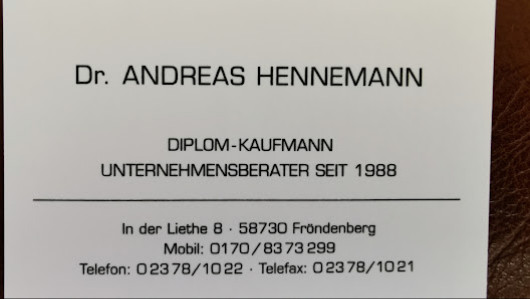 Dr. ANDREAS HENNEMANN
DIPLOM-KAUFMANN
UNTERNEHMENSBERATER SEIT 1988
In der Liethe 8 · 58730 Fröndenberg
Mobil: 0170/8373299
Telefon: 02378/1022 · Telefax: 02378/1021